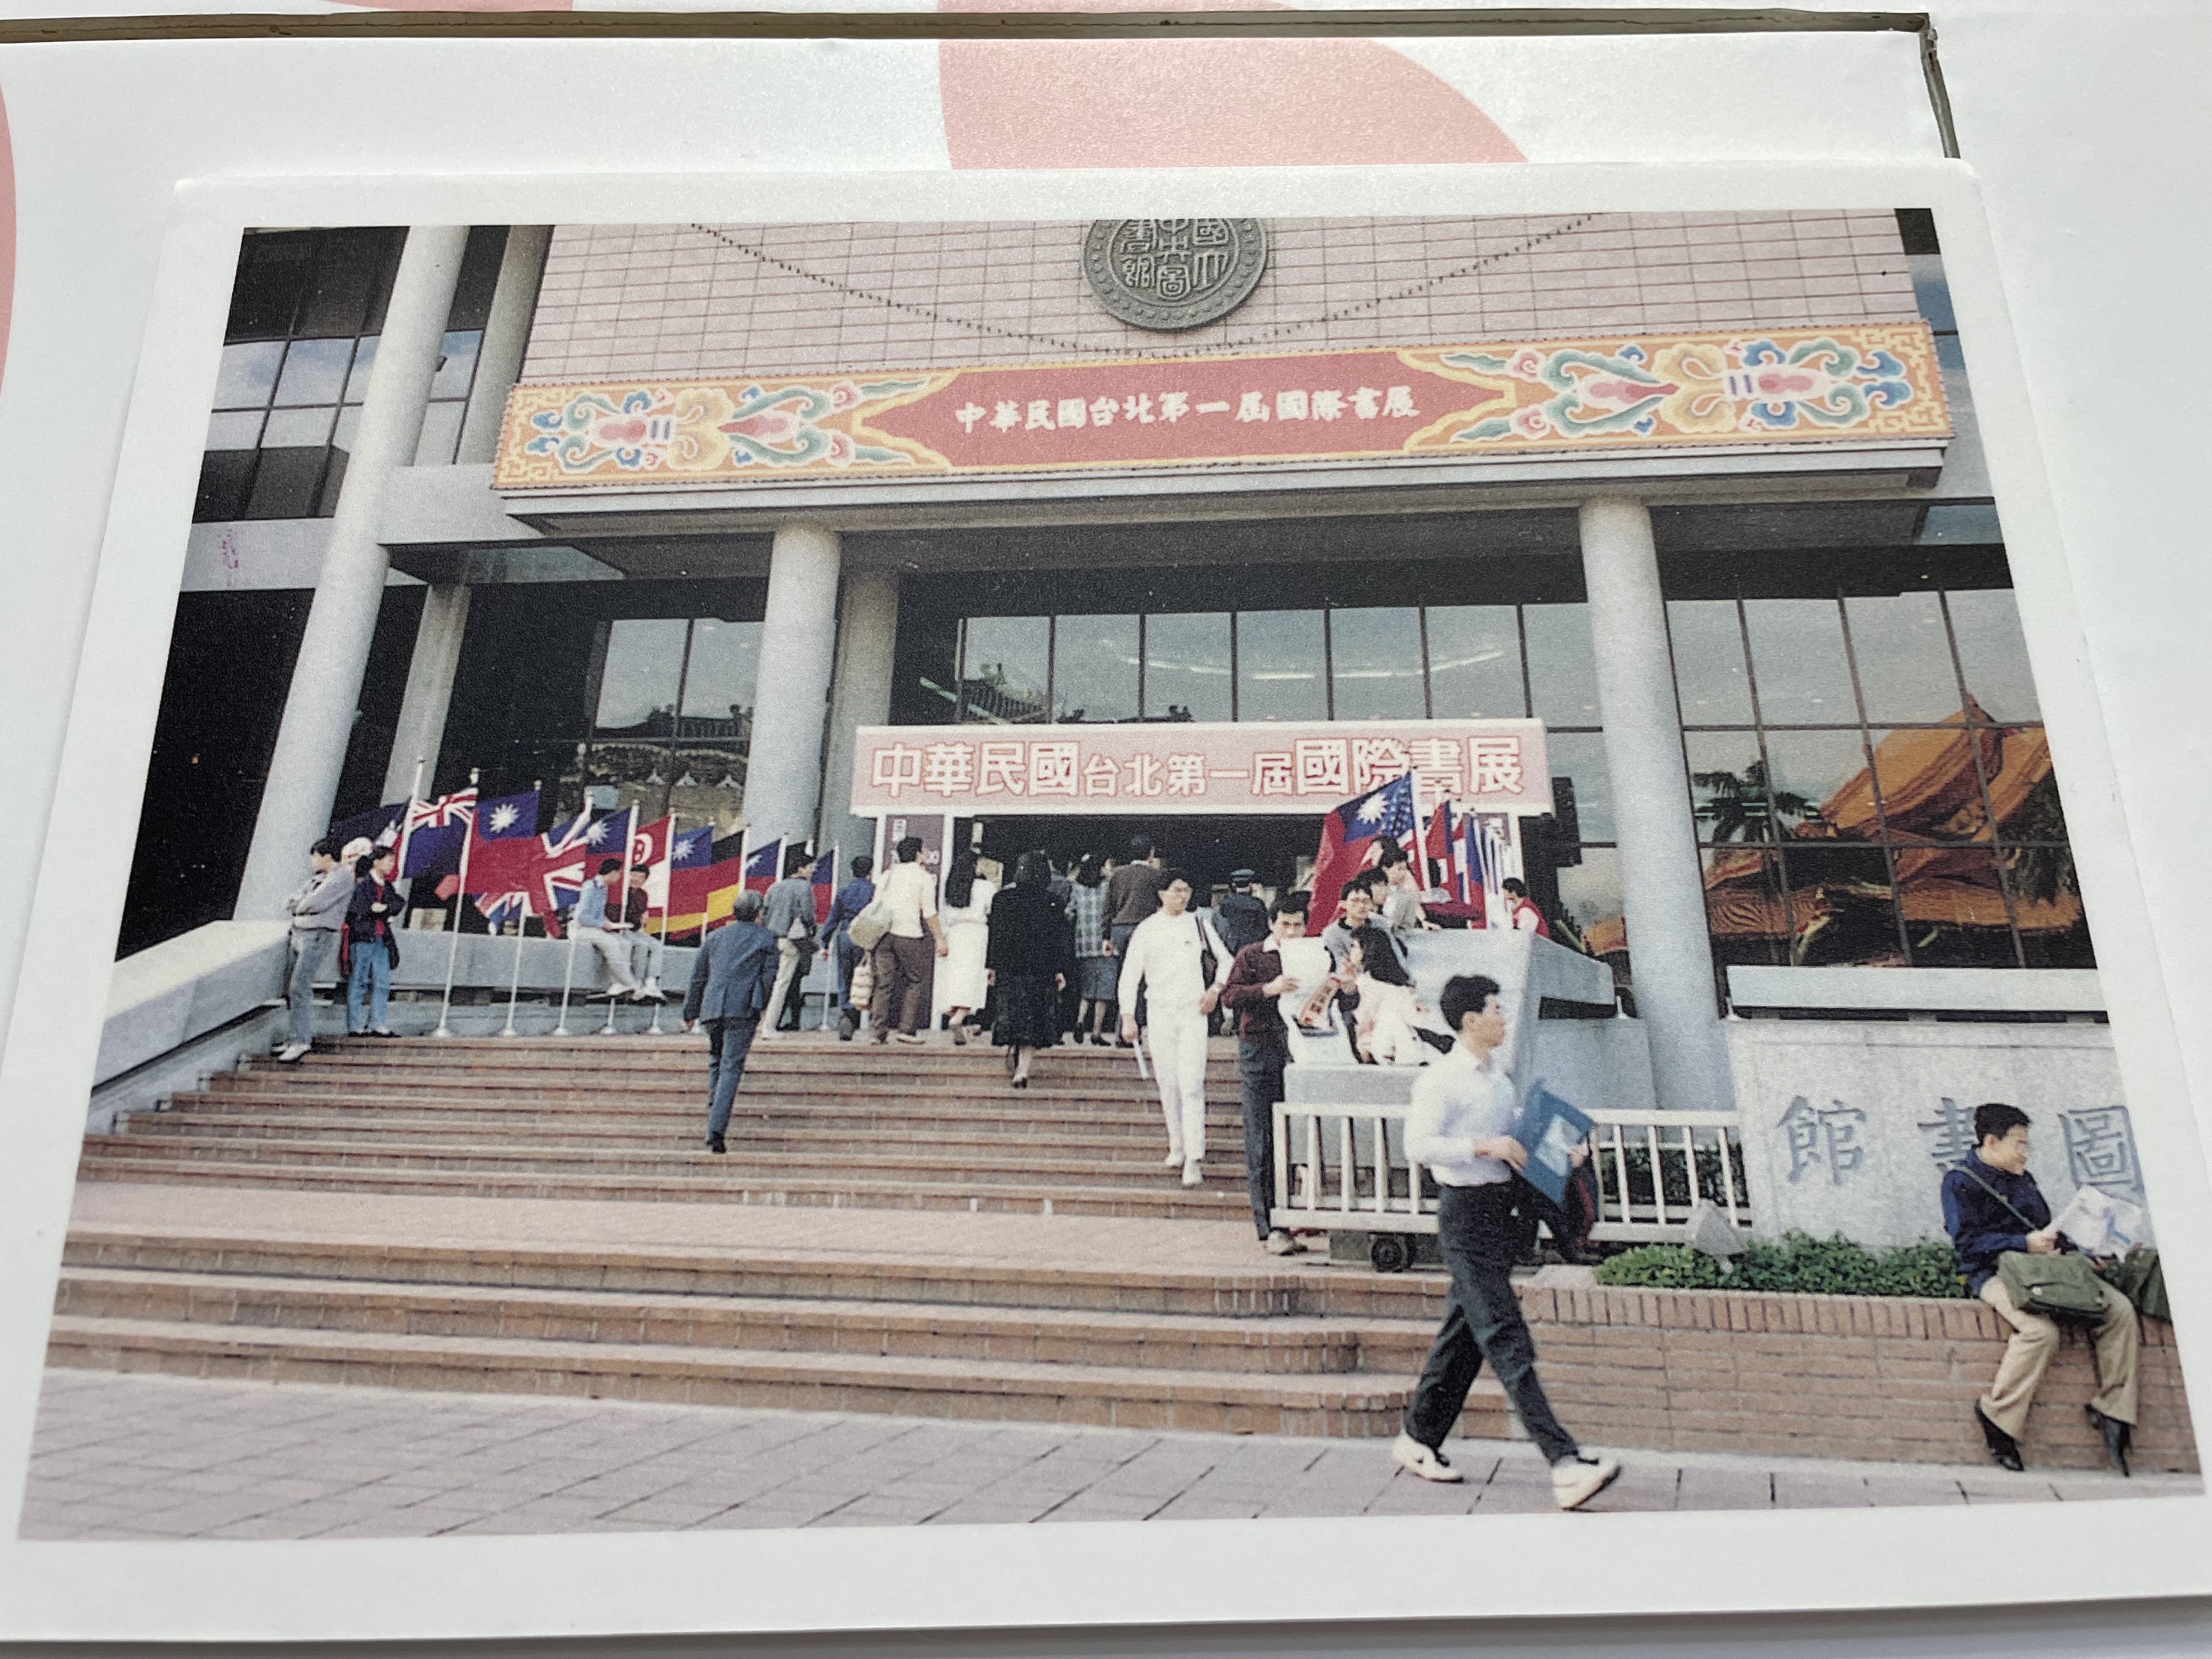 國立中央圖書館
中華民國台北第一屆國際書展
中華民國台北第一屆國際書展
圖書館